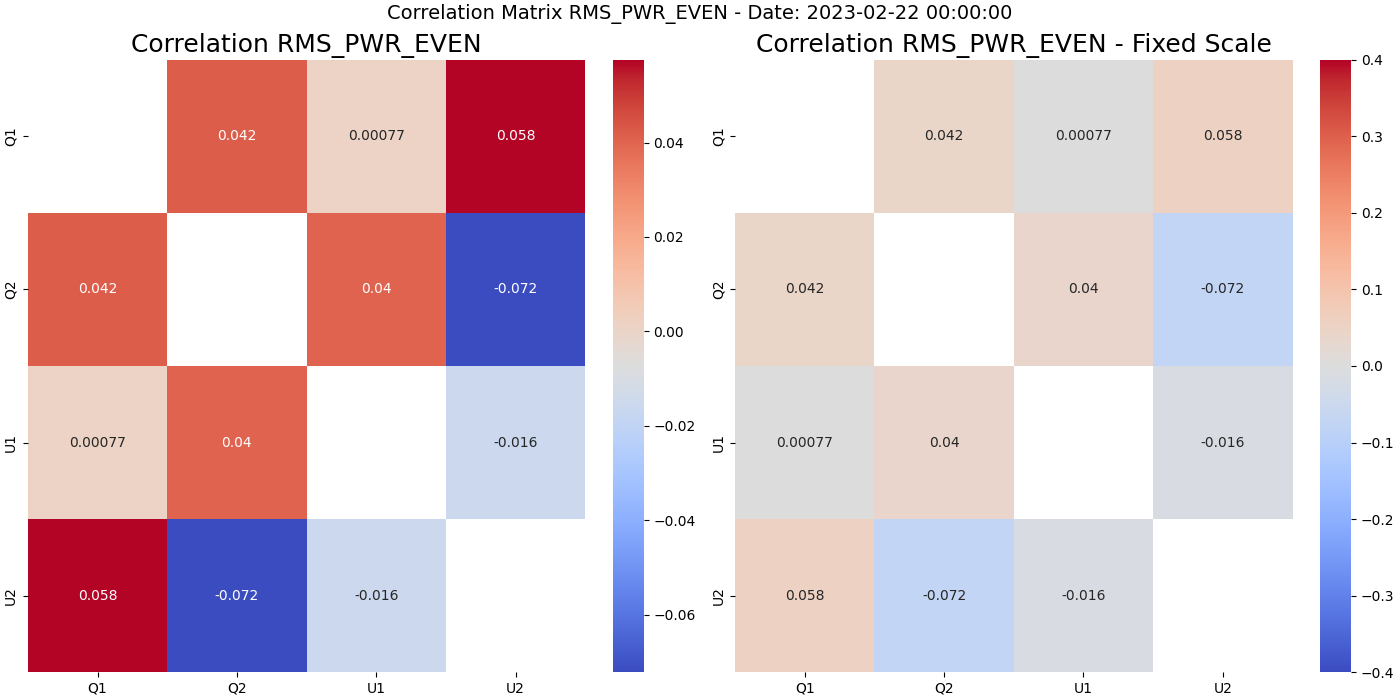 Correlation Matrix RMS_PWR_EVEN - Date: 2023-02-22 00:00:00
Correlation RMS_PWR_EVEN
Q1
0.042
0.00077
0.058
Q2
0.042
0.04
-0.072
U1
0.00077
0.04
-0.016
U2
0.058
-0.072
-0.016
Q1
Q2
U1
U2
0.04
0.02
0.00
−0.02
−0.04
−0.06
Correlation RMS_PWR_EVEN - Fixed Scale
Q1
0.042
0.00077
0.058
Q2
0.042
0.04
-0.072
U1
0.00077
0.04
-0.016
U2
0.058
-0.072
-0.016
Q1
Q2
U1
U2
0.4
0.3
0.2
0.1
0.0
−0.1
−0.2
−0.3
−0.4